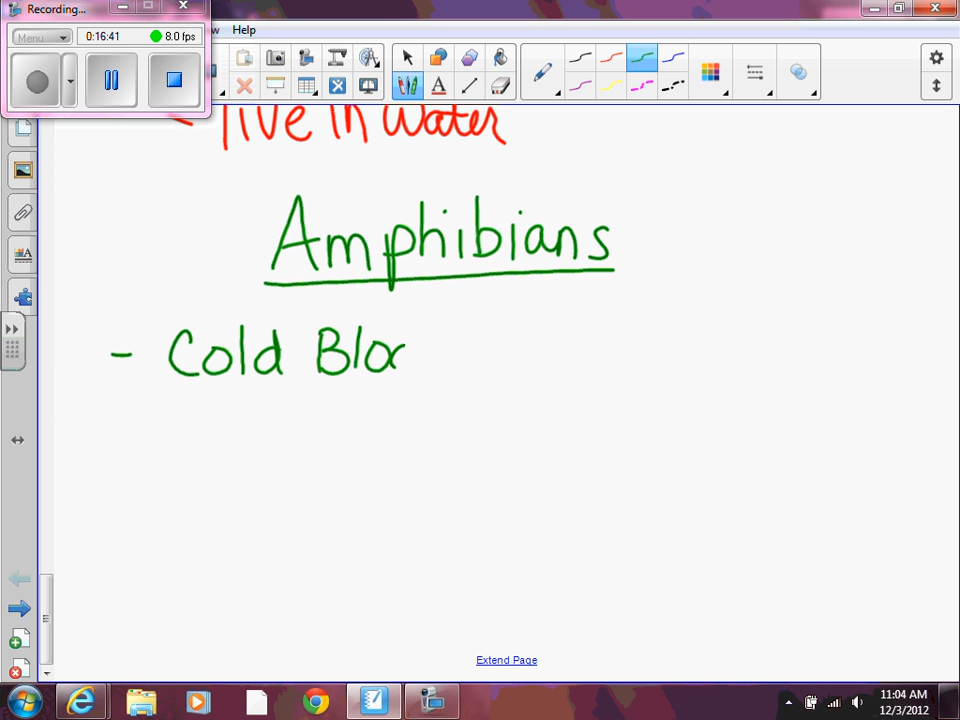 Recording...
Menu 0:16:41 8.0 fps
Help
- live in Water
Amphibians
- Cold Bloo
Extend Page
11:04 AM
12/3/2012